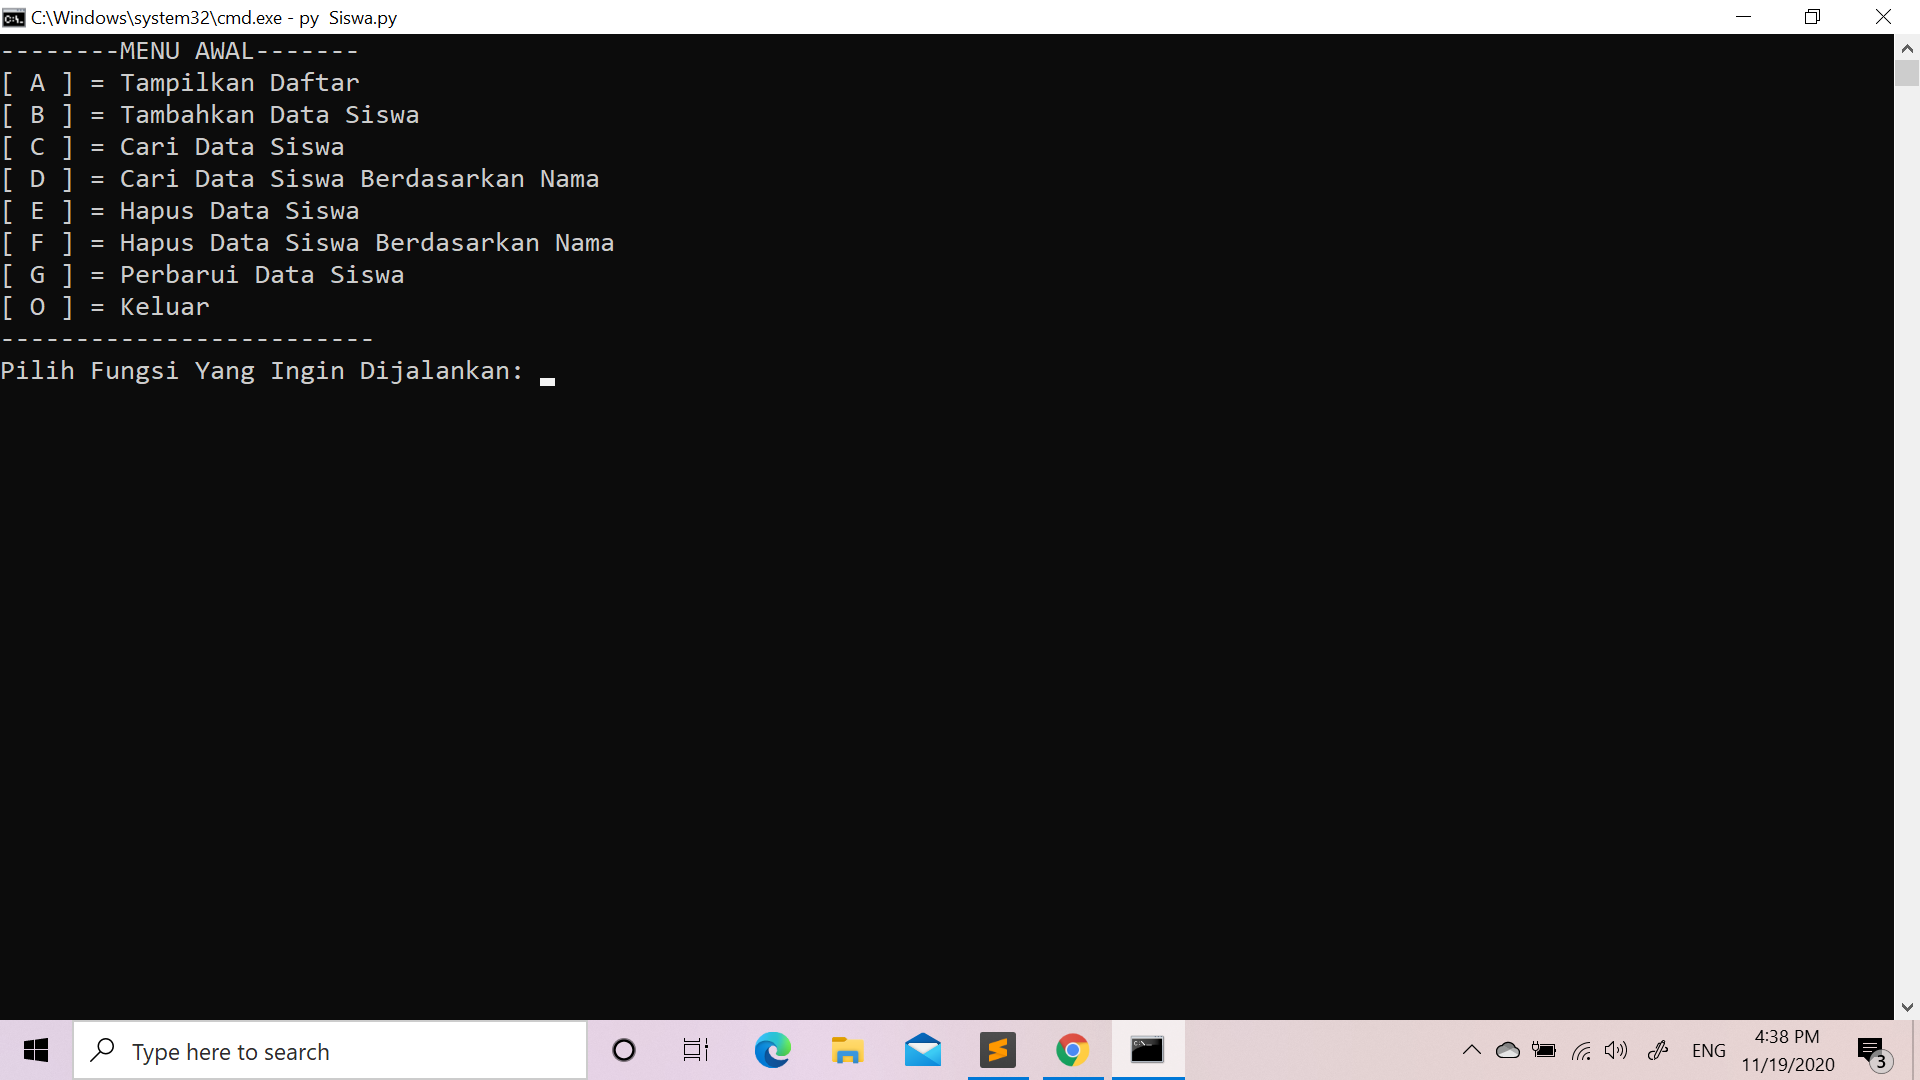 C:\Windows\system32\cmd.exe - py  Siswa.py
--------MENU AWAL-------
[ A ] = Tampilkan Daftar
[ B ] = Tambahkan Data Siswa
[ C ] = Cari Data Siswa
[ D ] = Cari Data Siswa Berdasarkan Nama
[ E ] = Hapus Data Siswa
[ F ] = Hapus Data Siswa Berdasarkan Nama
[ G ] = Perbarui Data Siswa
[ O ] = Keluar
-------------------------
Pilih Fungsi Yang Ingin Dijalankan:
Type here to search
ENG
4:38 PM
11/19/2020
3